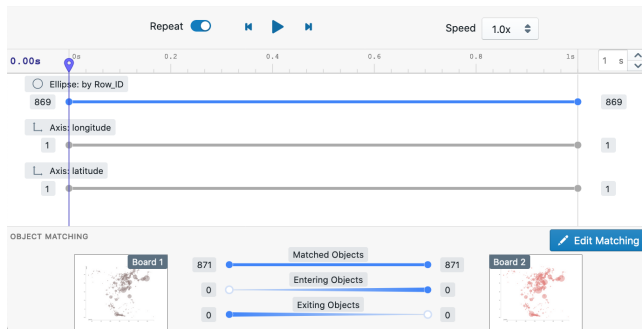 Repeat
Speed 1.0x
0.00s 0s 0.2 0.4 0.6 0.8 1s 1 s
Ellipse: by Row_ID
869 869
Axis: longitude
1 1
Axis: latitude
1 1
OBJECT MATCHING
Edit Matching
Board 1 Matched Objects Board 2
871 871
Entering Objects
0 0
Exiting Objects
0 0